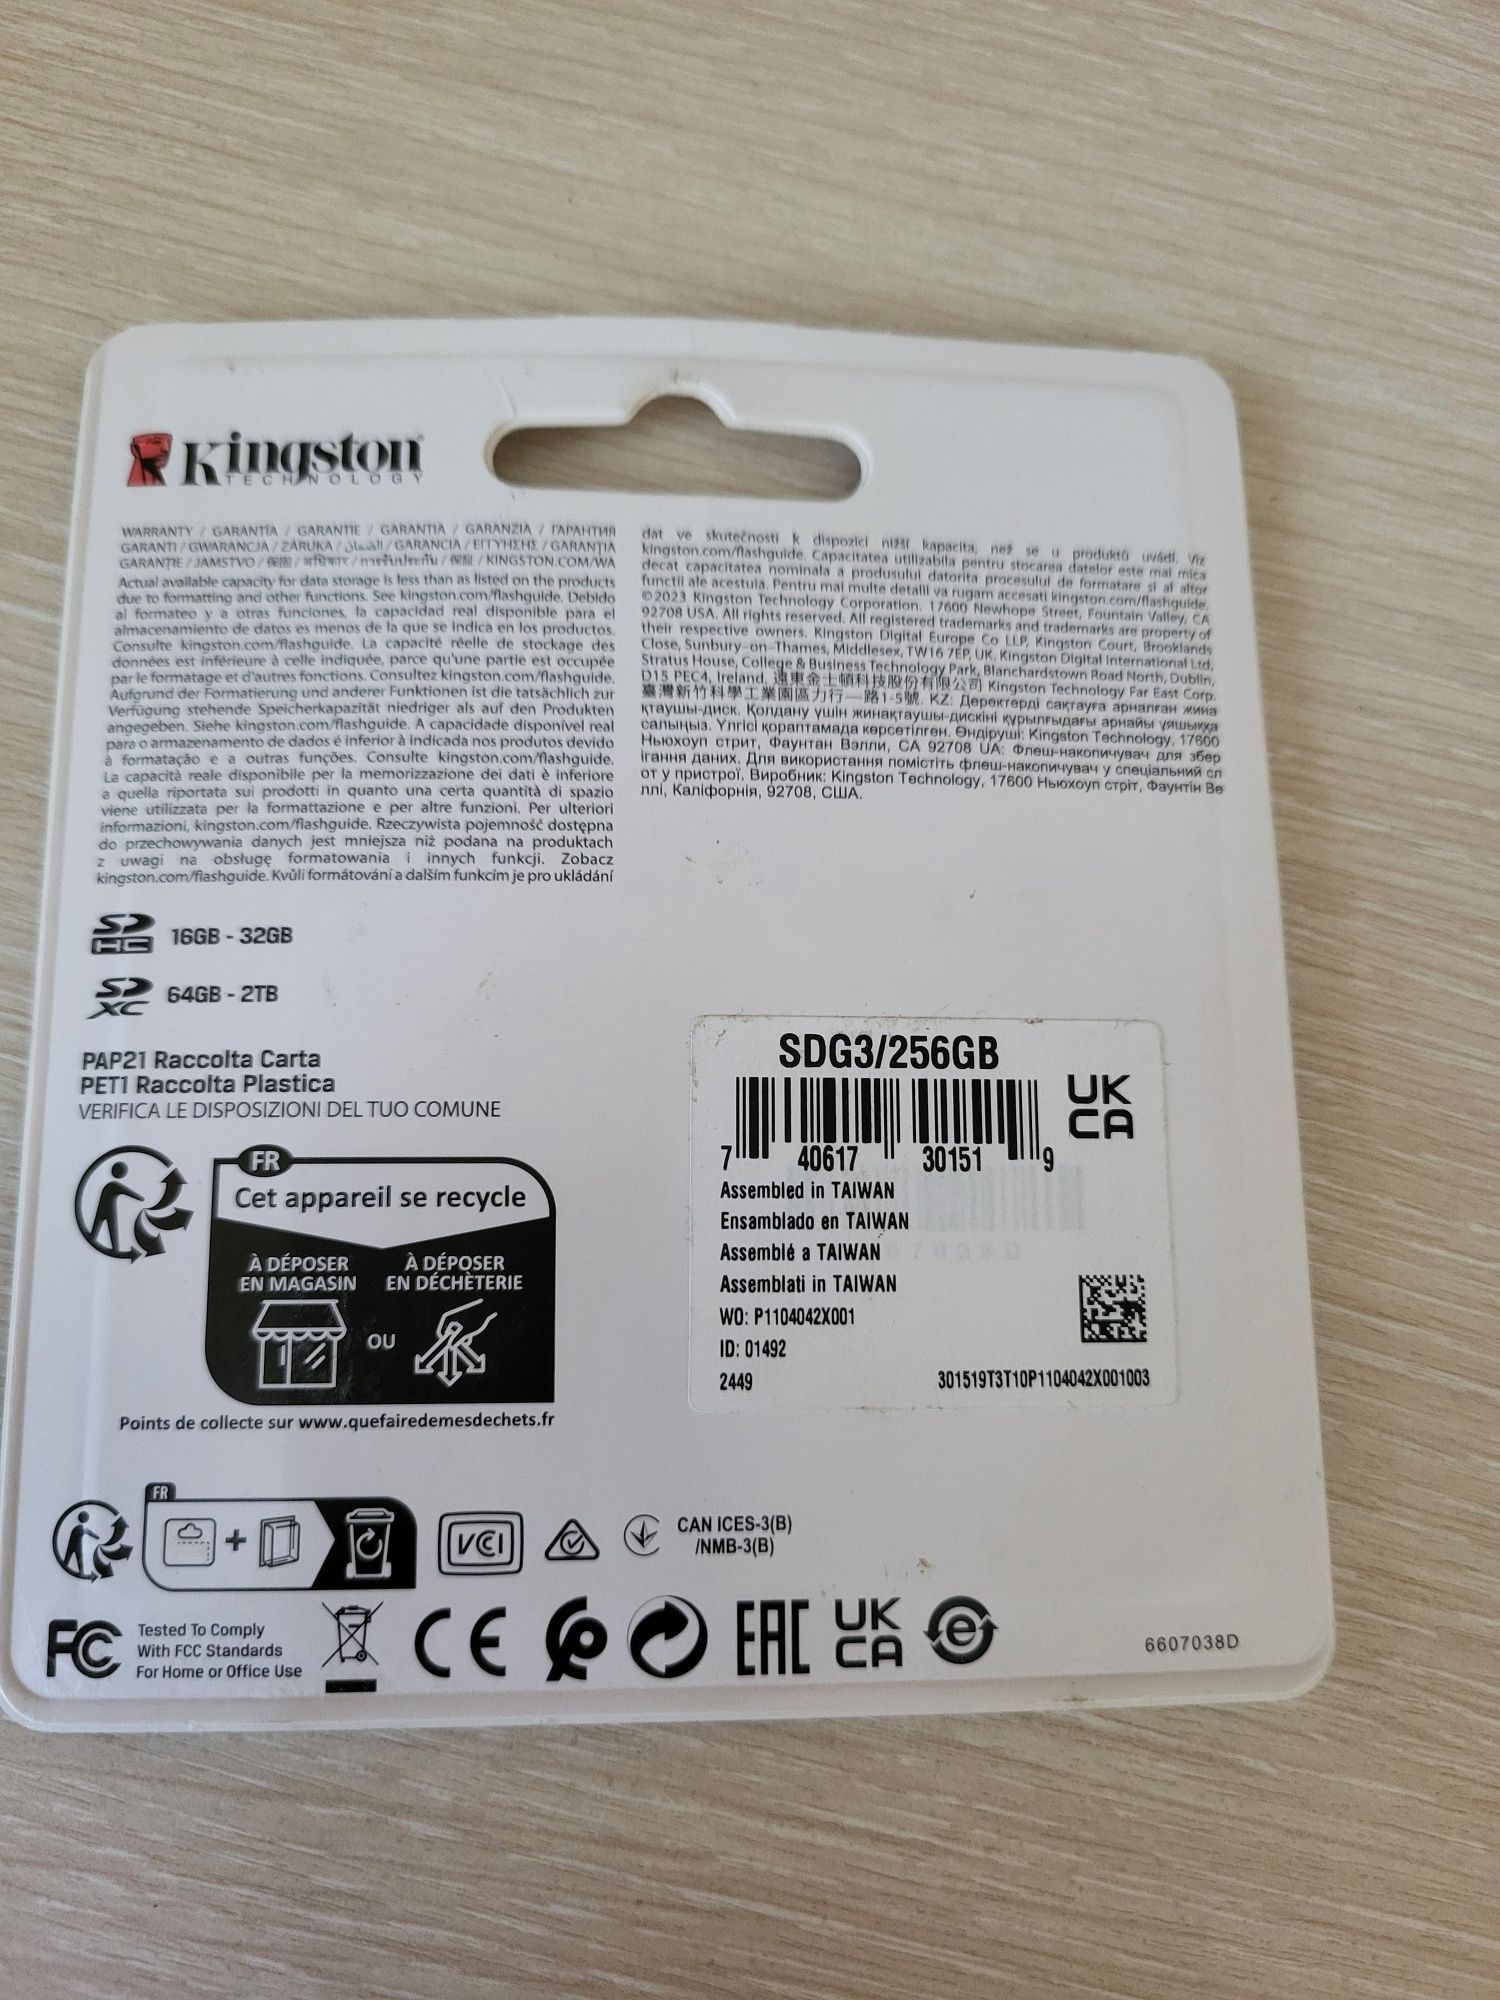 Kingston
TECHNOLOGY
WARRANTY / GARANTÍA / GARANTIE / GARANTIA / GARANZIA / ГАРАНТИЯ
GARANTI / GWARANCJA / ZÁRUKA / الضمان / GARANCIA / ΕΓΓΥΗΣΗΣ / GARANȚIA
GARANTIE / JAMSTVO / 保固 / / การรับประกัน / 保証 / KINGSTON.COM/WA
Actual available capacity for data storage is less than as listed on the products
due to formatting and other functions. See kingston.com/flashguide. Debido
al formateo y a otras funciones, la capacidad real disponible para el
almacenamiento de datos es menos de la que se indica en los productos.
Consulte kingston.com/flashguide. La capacité réelle de stockage des
données est inférieure à celle indiquée, parce qu'une partie est occupée
par le formatage et d'autres fonctions. Consultez kingston.com/flashguide.
Aufgrund der Formatierung und anderer Funktionen ist die tatsächlich zur
Verfügung stehende Speicherkapazität niedriger als auf den Produkten
angegeben. Siehe kingston.com/flashguide. A capacidade disponível real
para o armazenamento de dados é inferior à indicada nos produtos devido
à formatação e a outras funções. Consulte kingston.com/flashguide.
La capacità reale disponibile per la memorizzazione dei dati è inferiore
a quella riportata sui prodotti in quanto una certa quantità di spazio
viene utilizzata per la formattazione e per altre funzioni. Per ulteriori
informazioni, kingston.com/flashguide. Rzeczywista pojemność dostępna
do przechowywania danych jest mniejsza niż podana na produktach
z uwagi na obsługę formatowania i innych funkcji. Zobacz
kingston.com/flashguide. Kvůli formátování a dalším funkcím je pro ukládání
dat ve skutečnosti k dispozici nižší kapacita, než se u produktů uvádí. Viz
kingston.com/flashguide. Capacitatea utilizabila pentru stocarea datelor este mai mica
decat capacitatea nominala a produsului datorita procesului de formatare si al altor
functii ale acestuia. Pentru mai multe detalii va rugam accesati kingston.com/flashguide.
©2023 Kingston Technology Corporation. 17600 Newhope Street, Fountain Valley, CA
92708 USA. All rights reserved. All registered trademarks and trademarks are property of
their respective owners. Kingston Digital Europe Co LLP, Kingston Court, Brooklands
Close, Sunbury-on-Thames, Middlesex, TW16 7EP, UK. Kingston Digital International Ltd,
Stratus House, College & Business Technology Park, Blanchardstown Road North, Dublin,
D15 PEC4, Ireland. 遠東金士頓科技股份有限公司 Kingston Technology Far East Corp.
臺灣新竹科學工業園區力行一路1-5號. KZ: Деректерді сақтауға арналған жина
қтаушы-диск. Қолдану үшін жинақтаушы-дискіні құрылғыдағы арнайы ұяшыққа
салыңыз. Үлгісі қораптамада көрсетілген. Өндіруші: Kingston Technology, 17600
Ньюхоуп стрит, Фаунтан Вэлли, CA 92708 UA: Флеш-накопичувач для збер
ігання даних. Для використання помістіть флеш-накопичувач у спеціальний сл
от у пристрої. Виробник: Kingston Technology, 17600 Ньюхоуп стріт, Фаунтін Ве
ллі, Каліфорнія, 92708, США.
SD HC 16GB - 32GB
SD XC 64GB - 2TB
PAP21 Raccolta Carta
PET1 Raccolta Plastica
VERIFICA LE DISPOSIZIONI DEL TUO COMUNE
FR
Cet appareil se recycle
À DÉPOSER EN MAGASIN
OU
À DÉPOSER EN DÉCHÈTERIE
Points de collecte sur www.quefairedemesdechets.fr
SDG3/256GB
UK CA
7 40617 30151 9
Assembled in TAIWAN
Ensamblado en TAIWAN
Assemblé a TAIWAN
Assemblati in TAIWAN
WO: P1104042X001
ID: 01492
2449
301519T3T10P1104042X001003
FR
+
VCI
CAN ICES-3(B)
/NMB-3(B)
FC
Tested To Comply
With FCC Standards
For Home or Office Use
CE
EAC
UK CA
e
6607038D